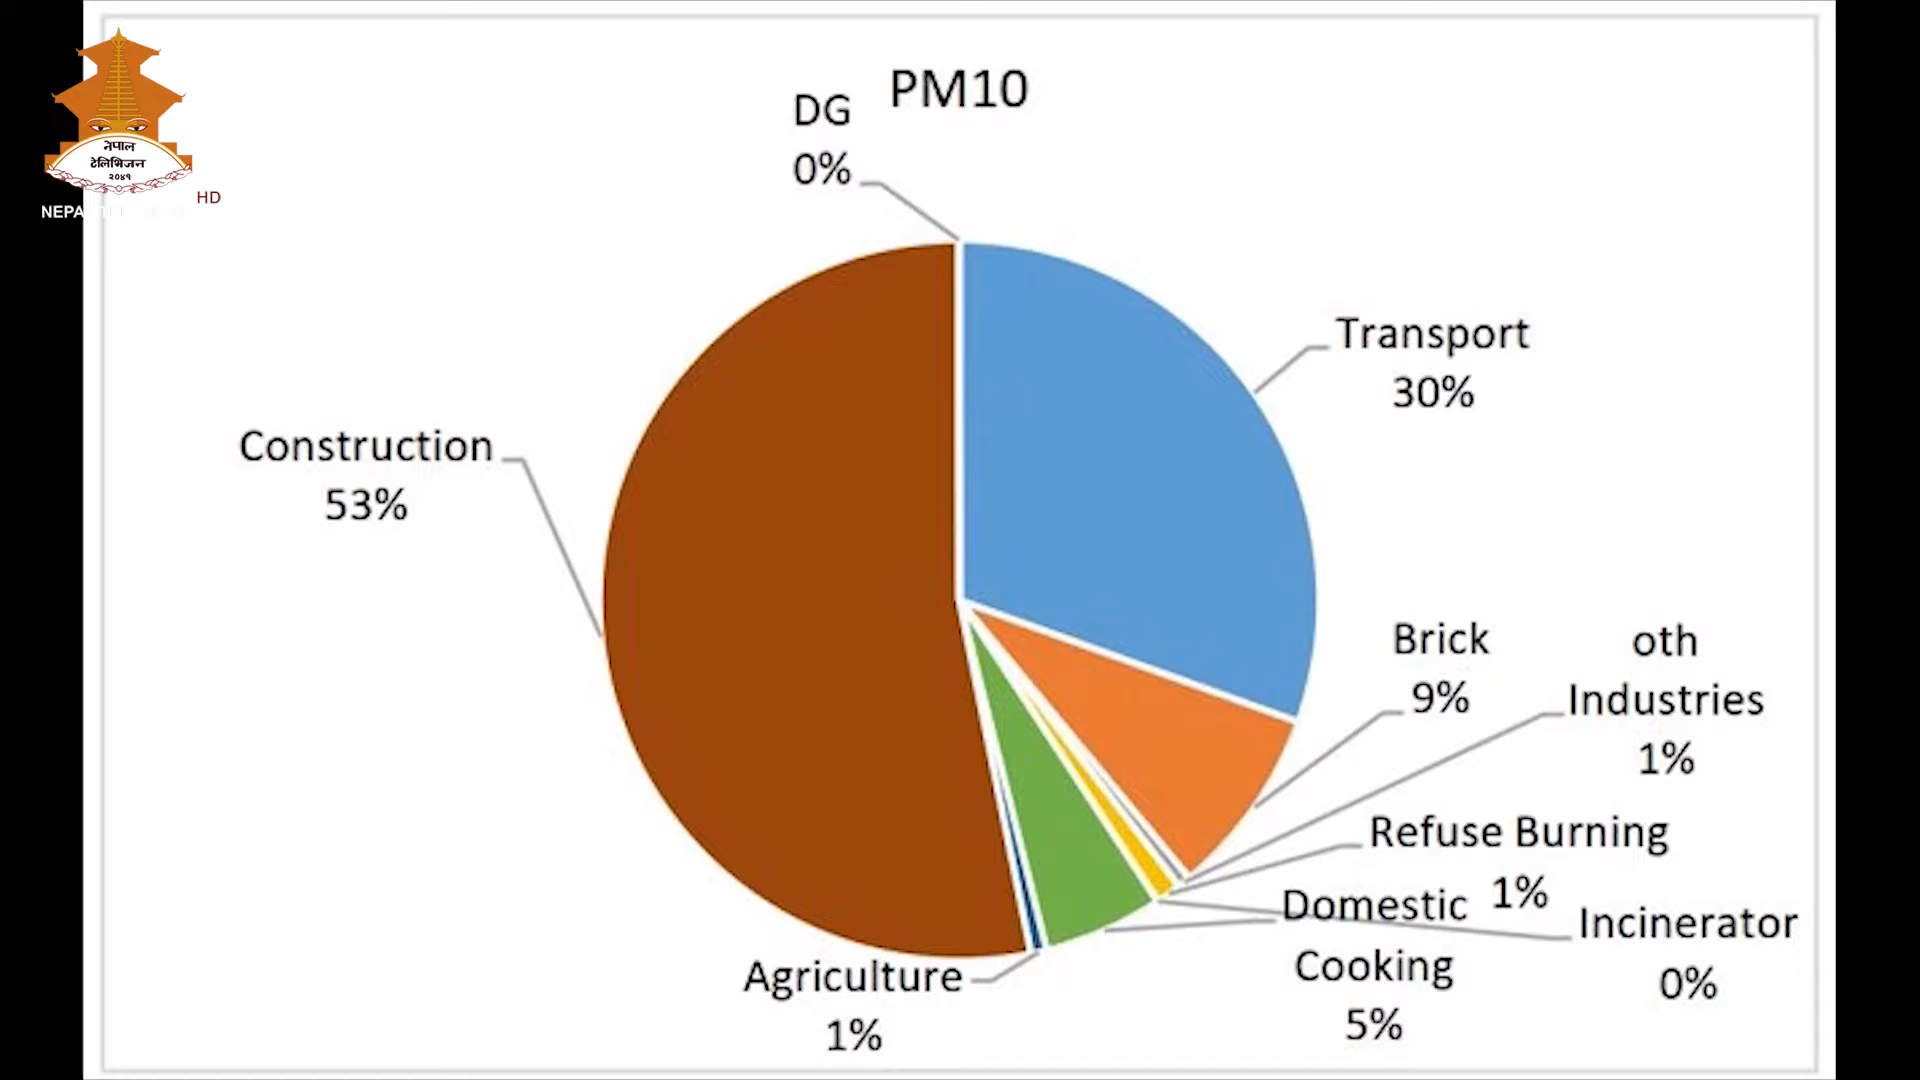 नेपाल
टेलिभिजन
२०४१
HD
NEPA
PM10
DG
0%
Transport
30%
Construction
53%
Brick
9%
oth
Industries
1%
Refuse Burning
1%
Domestic
Cooking
5%
Incinerator
0%
Agriculture
1%